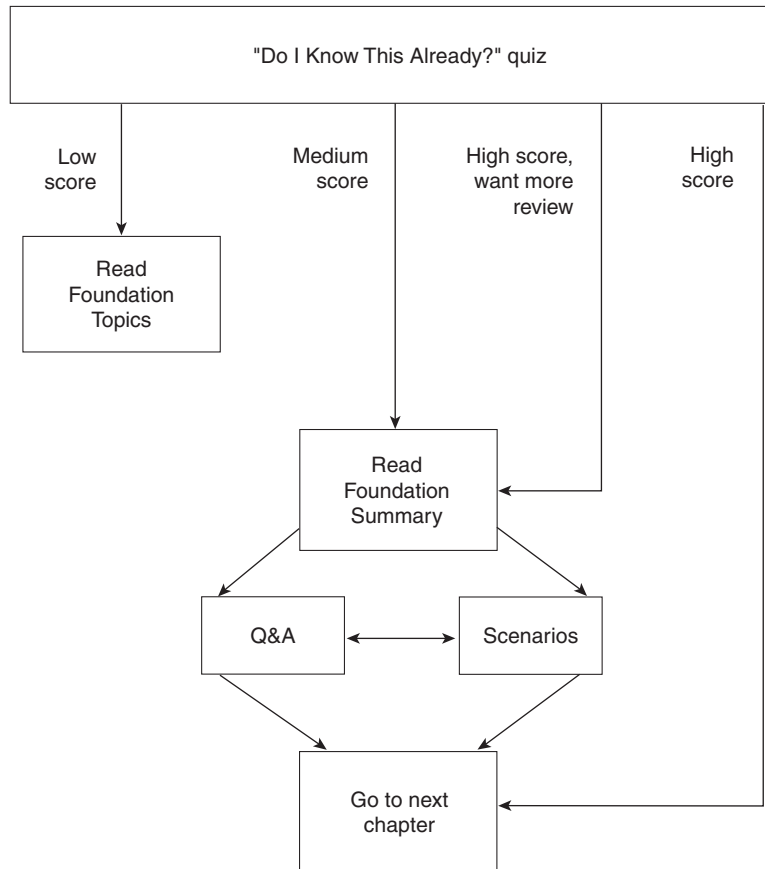 "Do I Know This Already?" quiz
Low
score
Medium
score
High score,
want more
review
High
score
Read
Foundation
Topics
Read
Foundation
Summary
Q&A
Scenarios
Go to next
chapter